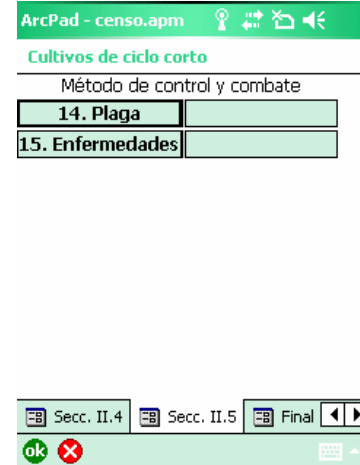 ArcPad - censo.apm
Cultivos de ciclo corto
Método de control y combate
14. Plaga
15. Enfermedades
Secc. II.4 Secc. II.5 Final
ok